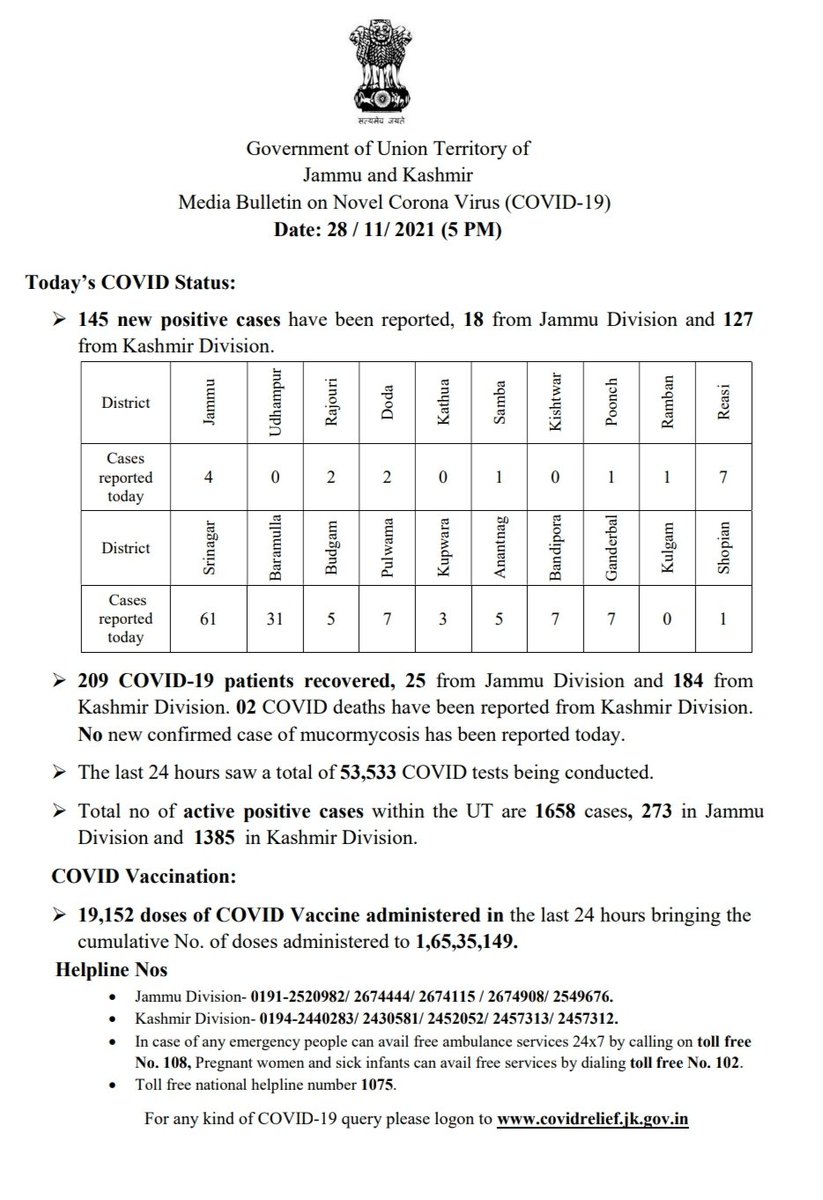 सत्यमेव जयते
Government of Union Territory of
Jammu and Kashmir
Media Bulletin on Novel Corona Virus (COVID-19)
Date: 28 / 11/ 2021 (5 PM)
Today’s COVID Status:
➢ 145 new positive cases have been reported, 18 from Jammu Division and 127
from Kashmir Division.
District Jammu Udhampur Rajouri Doda Kathua Samba Kishtwar Poonch Ramban Reasi
Cases
reported
today
4 0 2 2 0 1 0 1 1 7
District Srinagar Baramulla Budgam Pulwama Kupwara Anantnag Bandipora Ganderbal Kulgam Shopian
Cases
reported
today
61 31 5 7 3 5 7 7 0 1
➢ 209 COVID-19 patients recovered, 25 from Jammu Division and 184 from
Kashmir Division. 02 COVID deaths have been reported from Kashmir Division.
No new confirmed case of mucormycosis has been reported today.
➢ The last 24 hours saw a total of 53,533 COVID tests being conducted.
➢ Total no of active positive cases within the UT are 1658 cases, 273 in Jammu
Division and 1385 in Kashmir Division.
COVID Vaccination:
➢ 19,152 doses of COVID Vaccine administered in the last 24 hours bringing the
cumulative No. of doses administered to 1,65,35,149.
Helpline Nos
• Jammu Division- 0191-2520982/ 2674444/ 2674115 / 2674908/ 2549676.
• Kashmir Division- 0194-2440283/ 2430581/ 2452052/ 2457313/ 2457312.
• In case of any emergency people can avail free ambulance services 24x7 by calling on toll free
No. 108, Pregnant women and sick infants can avail free services by dialing toll free No. 102.
• Toll free national helpline number 1075.
For any kind of COVID-19 query please logon to www.covidrelief.jk.gov.in